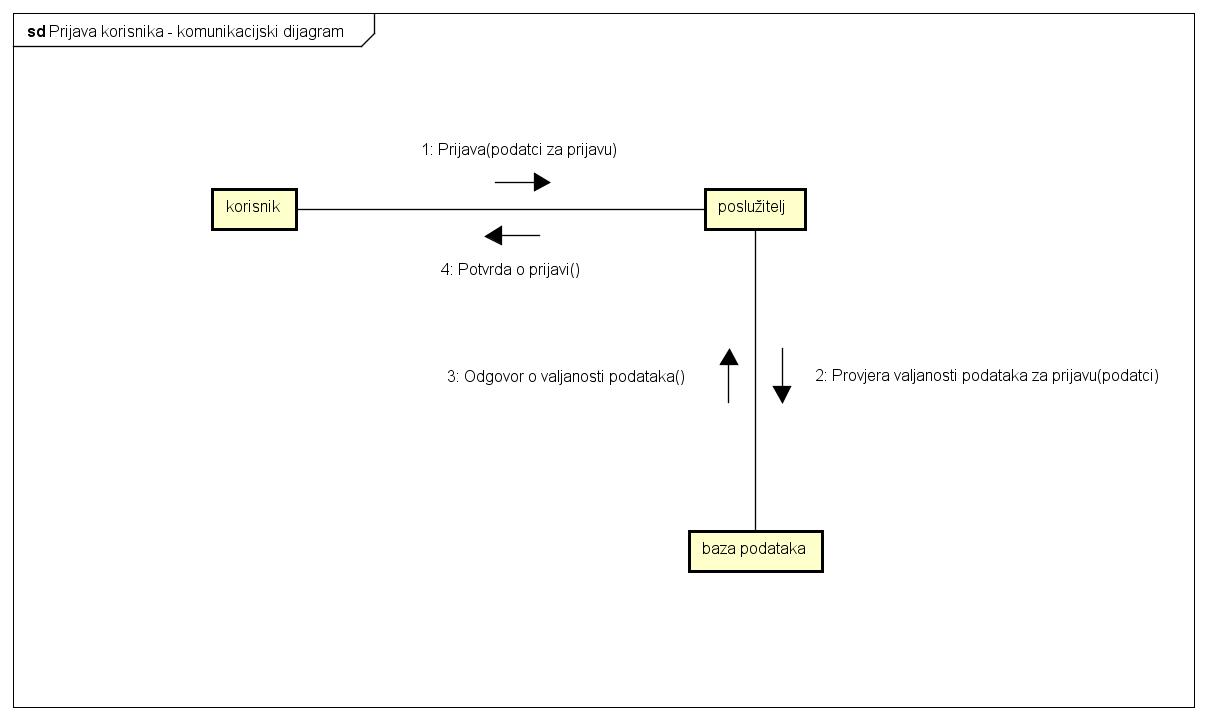 sd Prijava korisnika - komunikacijski dijagram
1: Prijava(podatci za prijavu)
korisnik
poslužitelj
4: Potvrda o prijavi()
3: Odgovor o valjanosti podataka()
2: Provjera valjanosti podataka za prijavu(podatci)
baza podataka